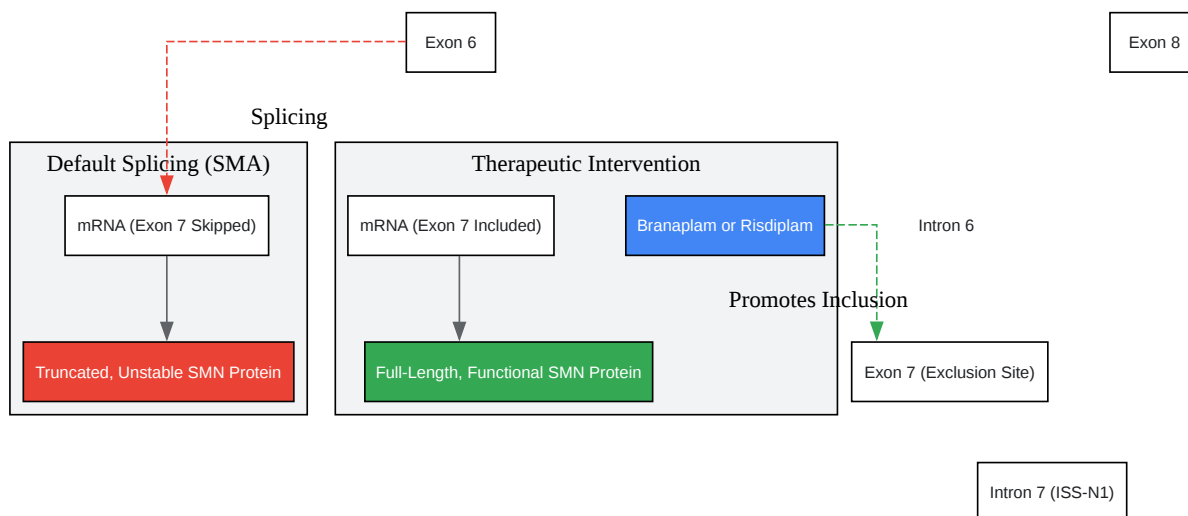 Exon 6
Exon 8
Splicing
Default Splicing (SMA)
Therapeutic Intervention
mRNA (Exon 7 Skipped)
mRNA (Exon 7 Included)
Branaplam or Risdiplam
Intron 6
Promotes Inclusion
Truncated, Unstable SMN Protein
Full-Length, Functional SMN Protein
Exon 7 (Exclusion Site)
Intron 7 (ISS-N1)